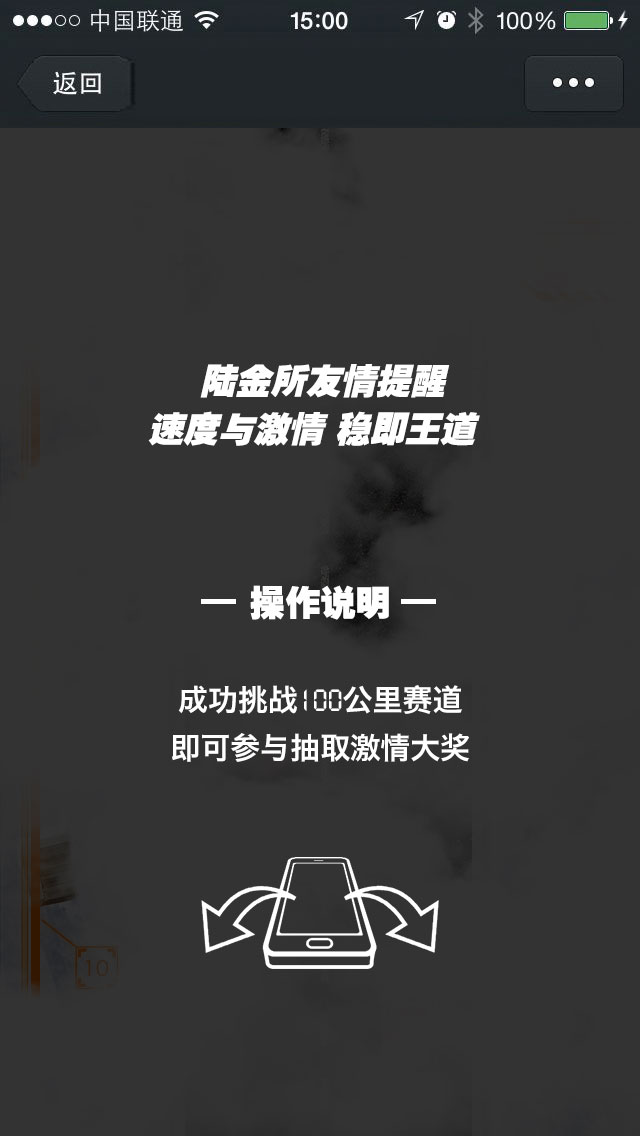 中国联通 15:00 100%
返回
陆金所友情提醒
速度与激情 稳即王道
操作说明
成功挑战100公里赛道
即可参与抽取激情大奖
10